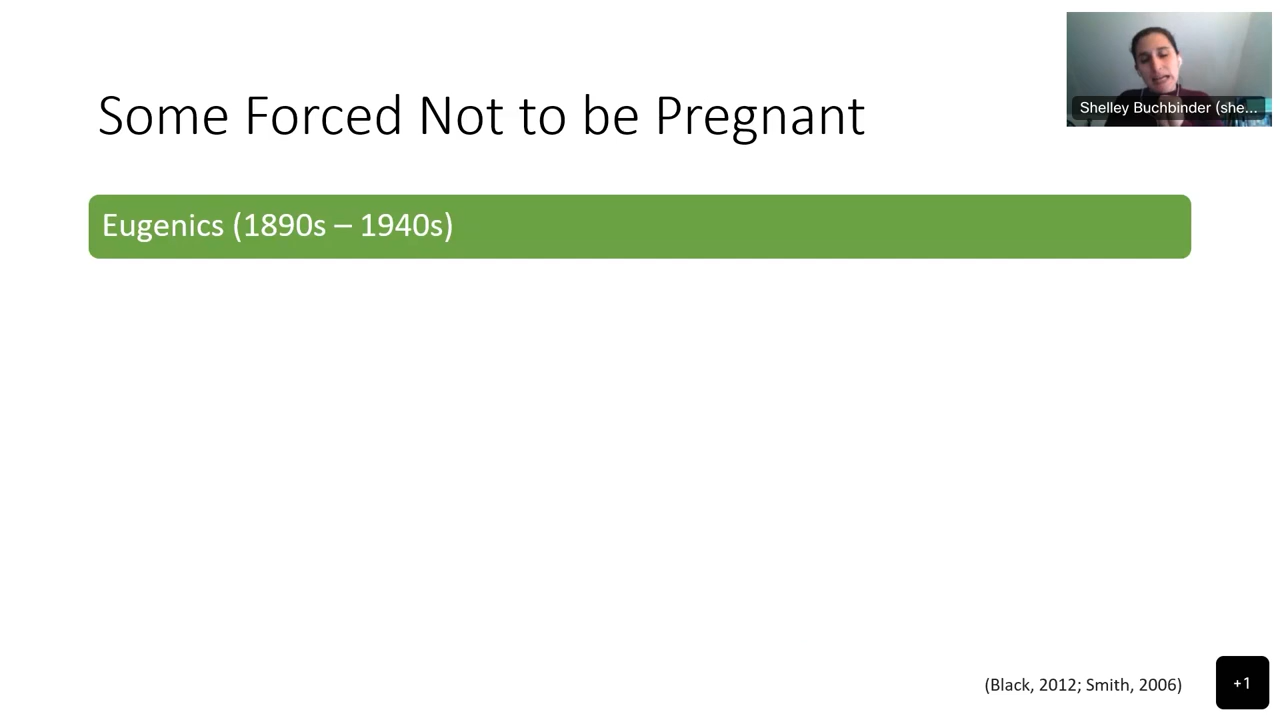 Shelley Buchbinder (she...
Some Forced Not to be Pregnant
Eugenics (1890s – 1940s)
(Black, 2012; Smith, 2006)
+1